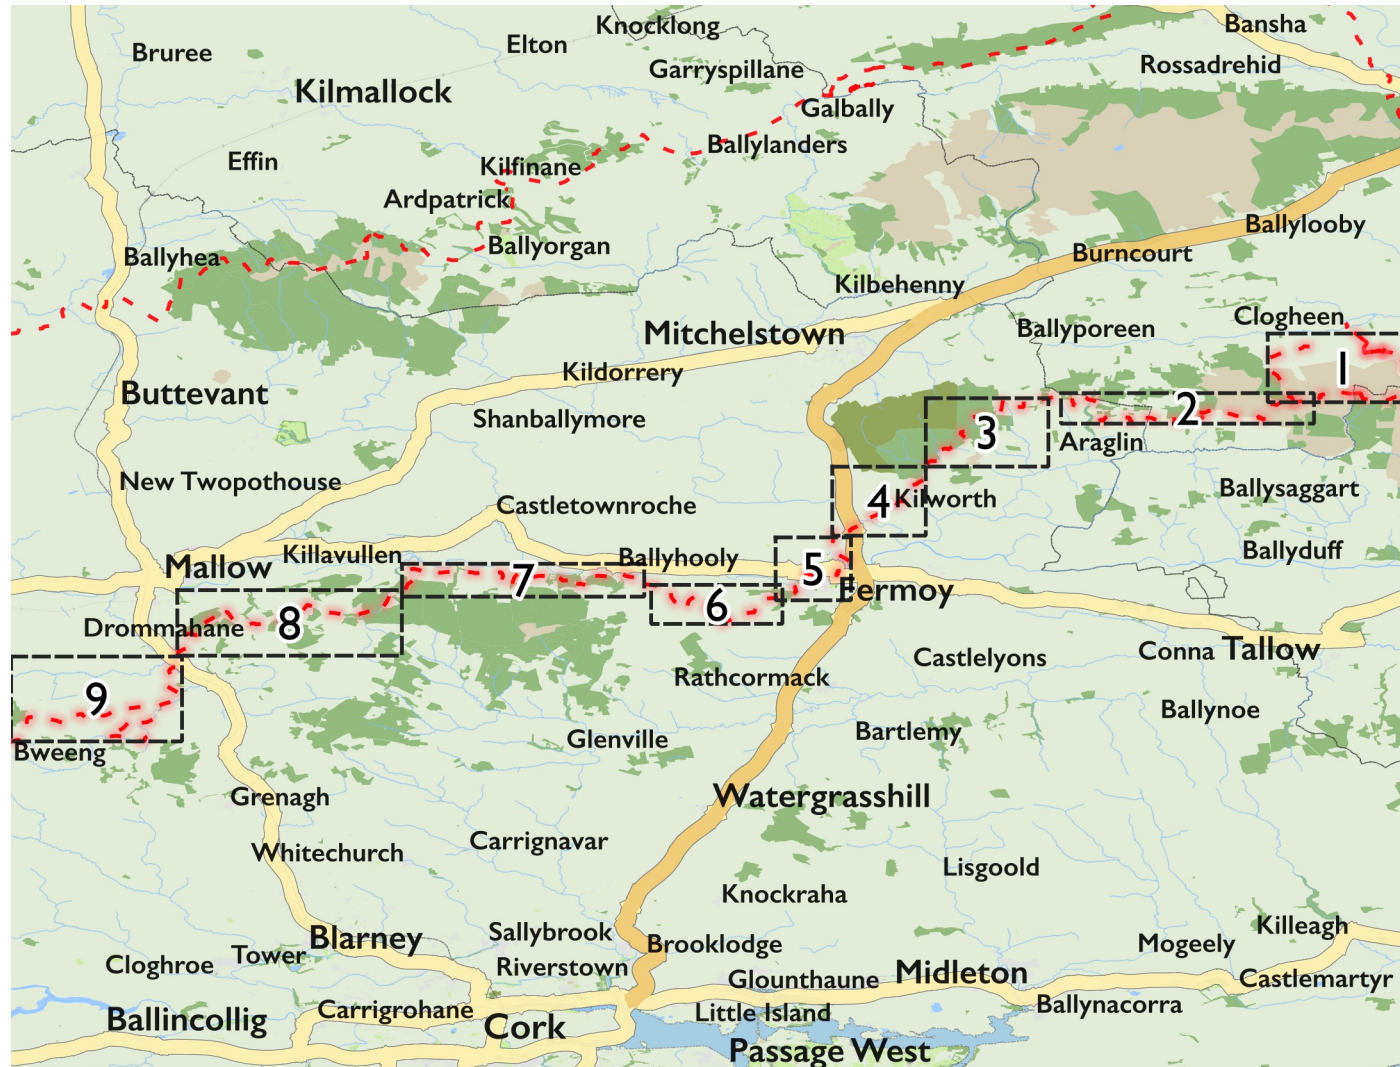 Knocklong
Bansha
Bruree
Elton
Garryspillane
Rossadrehid
Kilmallock
Galbally
Ballylanders
Effin
Kilfinane
Ardpatrick
Ballylooby
Ballyhea
Ballyorgan
Burncourt
Kilbehenny
Clogheen
Mitchelstown
Ballyporeen
1
Kildorrery
Buttevant
2
Shanballymore
3
Araglin
New Twopothouse
Ballysaggart
4
Kilworth
Castletownroche
Killavullen
Ballyhooly
Ballyduff
Mallow
5
7
Fermoy
6
8
Drommahane
Conna
Tallow
Castlelyons
Rathcormack
9
Ballynoe
Bartlemy
Glenville
Bweeng
Grenagh
Watergrasshill
Carrignavar
Whitechurch
Lisgoold
Knockraha
Killeagh
Sallybrook
Blarney
Brooklodge
Mogeely
Tower
Cloghroe
Riverstown
Glounthaune
Midleton
Castlemartyr
Ballynacorra
Carrigrohane
Little Island
Ballincollig
Cork
Passage West